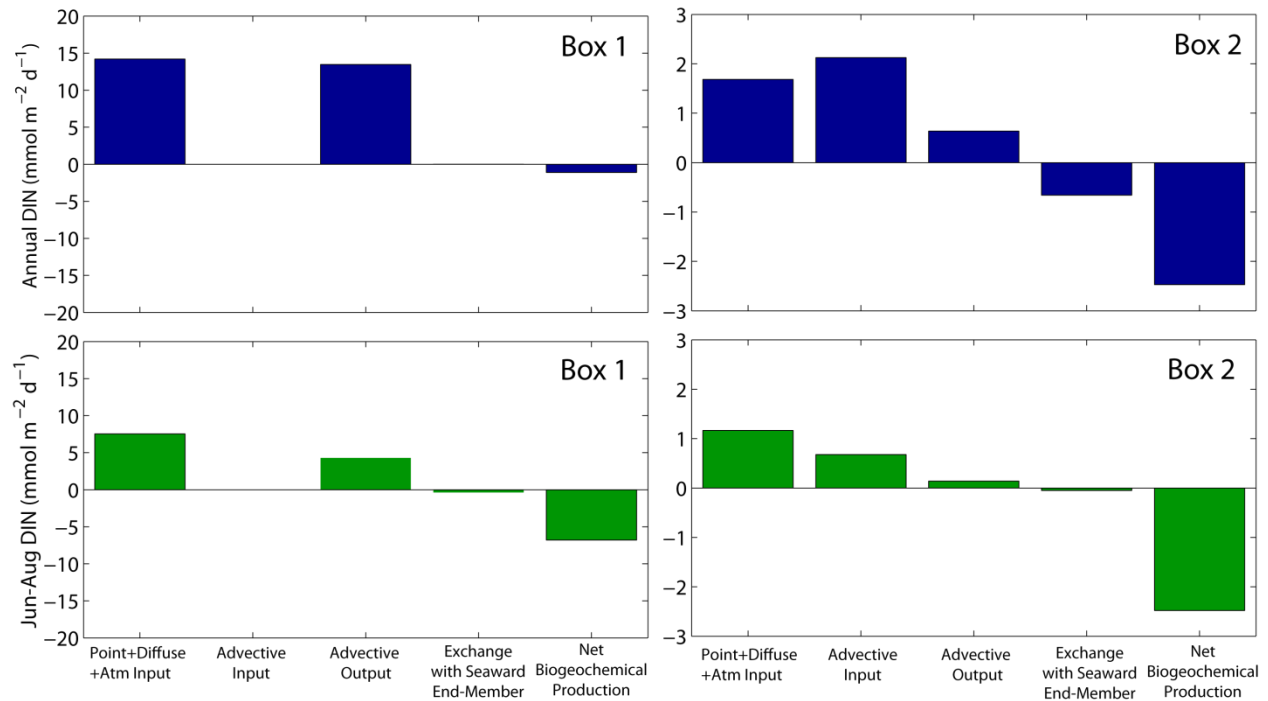 Annual DIN (mmol m⁻² d⁻¹)
20
15
10
5
0
−5
−10
−15
−20
Box 1
3
2
1
0
−1
−2
−3
Box 2
Jun-Aug DIN (mmol m⁻² d⁻¹)
20
15
10
5
0
−5
−10
−15
−20
Box 1
3
2
1
0
−1
−2
−3
Box 2
Point+Diffuse
+Atm Input
Advective
Input
Advective
Output
Exchange
with Seaward
End-Member
Net
Biogeochemical
Production
Point+Diffuse
+Atm Input
Advective
Input
Advective
Output
Exchange
with Seaward
End-Member
Net
Biogeochemical
Production